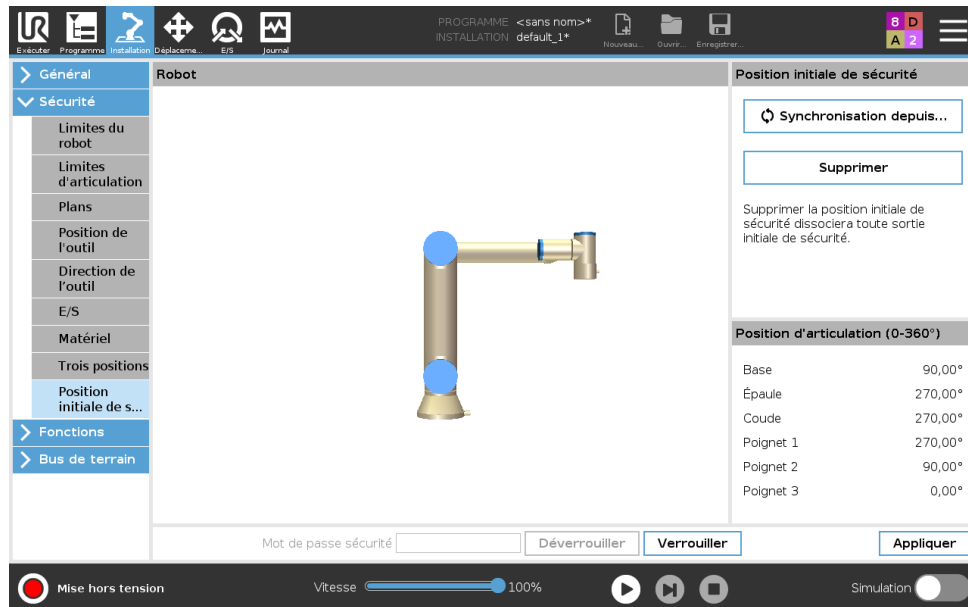 PROGRAMME <sans nom>*
INSTALLATION default_1*
UR
Exécuter
Programme
Installation
Déplaceme...
E/S
Journal
Nouveau...
Ouvrir...
Enregistrer...
8 D
A 2
Général
Sécurité
Limites du
robot
Limites
d'articulation
Plans
Position de
l'outil
Direction de
l'outil
E/S
Matériel
Trois positions
Position
initiale de s...
Fonctions
Bus de terrain
Robot
Position initiale de sécurité
Synchronisation depuis...
Supprimer
Supprimer la position initiale de
sécurité dissociera toute sortie
initiale de sécurité.
Position d'articulation (0-360°)
Base 90,00°
Épaule 270,00°
Coude 270,00°
Poignet 1 270,00°
Poignet 2 90,00°
Poignet 3 0,00°
Mot de passe sécurité
Déverrouiller
Verrouiller
Appliquer
Mise hors tension
Vitesse 100%
Simulation